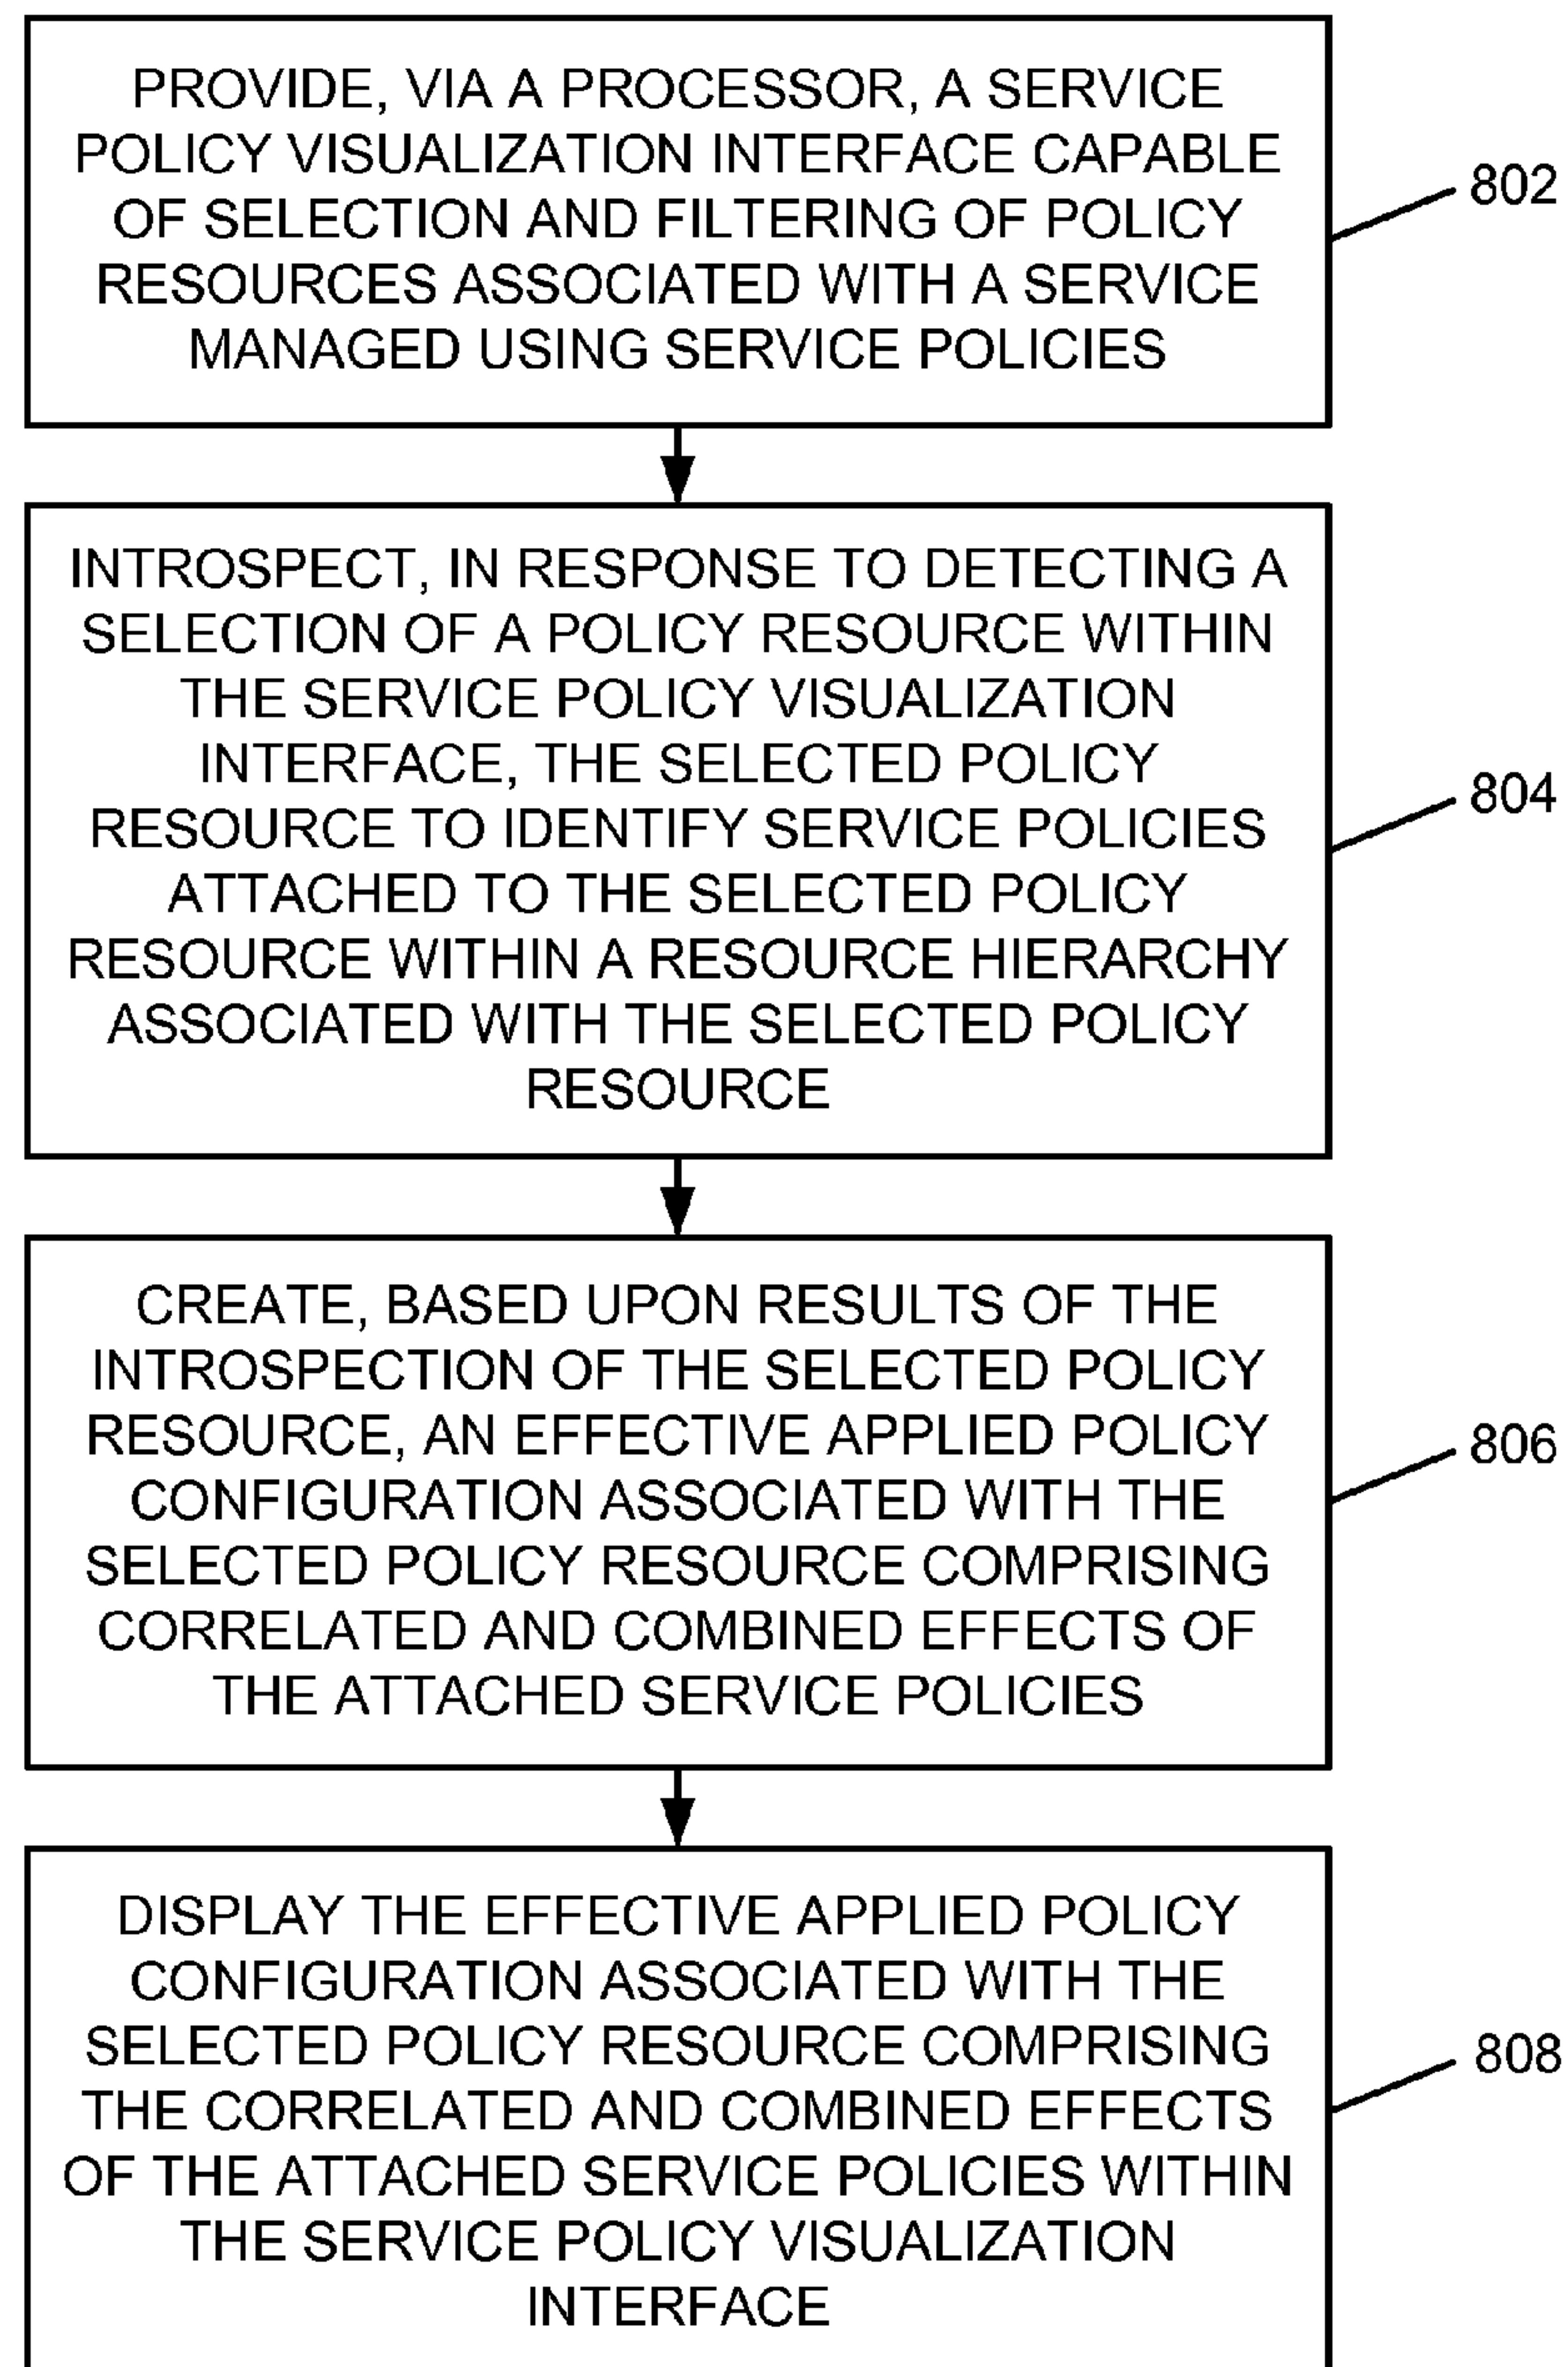 PROVIDE, VIA A PROCESSOR, A SERVICE
POLICY VISUALIZATION INTERFACE CAPABLE
OF SELECTION AND FILTERING OF POLICY
RESOURCES ASSOCIATED WITH A SERVICE
MANAGED USING SERVICE POLICIES
802
INTROSPECT, IN RESPONSE TO DETECTING A
SELECTION OF A POLICY RESOURCE WITHIN
THE SERVICE POLICY VISUALIZATION
INTERFACE, THE SELECTED POLICY
RESOURCE TO IDENTIFY SERVICE POLICIES
ATTACHED TO THE SELECTED POLICY
RESOURCE WITHIN A RESOURCE HIERARCHY
ASSOCIATED WITH THE SELECTED POLICY
RESOURCE
804
CREATE, BASED UPON RESULTS OF THE
INTROSPECTION OF THE SELECTED POLICY
RESOURCE, AN EFFECTIVE APPLIED POLICY
CONFIGURATION ASSOCIATED WITH THE
SELECTED POLICY RESOURCE COMPRISING
CORRELATED AND COMBINED EFFECTS OF
THE ATTACHED SERVICE POLICIES
806
DISPLAY THE EFFECTIVE APPLIED POLICY
CONFIGURATION ASSOCIATED WITH THE
SELECTED POLICY RESOURCE COMPRISING
THE CORRELATED AND COMBINED EFFECTS
OF THE ATTACHED SERVICE POLICIES WITHIN
THE SERVICE POLICY VISUALIZATION
INTERFACE
808